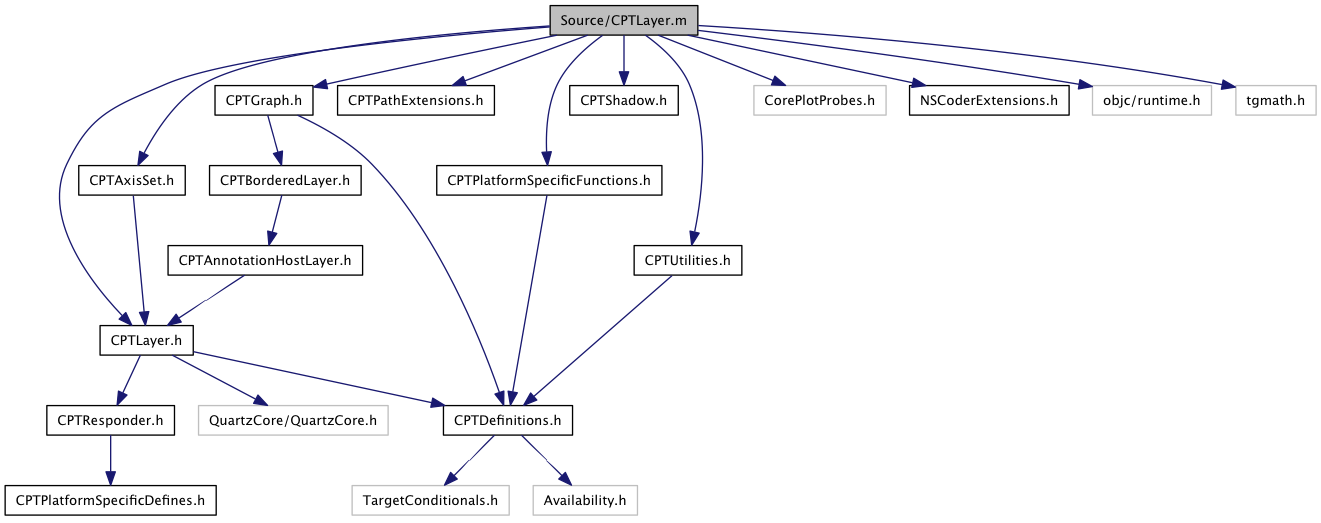 Source/CPTLayer.m
CPTGraph.h
CPTPathExtensions.h
CPTShadow.h
CorePlotProbes.h
NSCoderExtensions.h
objc/runtime.h
tgmath.h
CPTAxisSet.h
CPTBorderedLayer.h
CPTPlatformSpecificFunctions.h
CPTAnnotationHostLayer.h
CPTUtilities.h
CPTLayer.h
CPTResponder.h
QuartzCore/QuartzCore.h
CPTDefinitions.h
CPTPlatformSpecificDefines.h
TargetConditionals.h
Availability.h